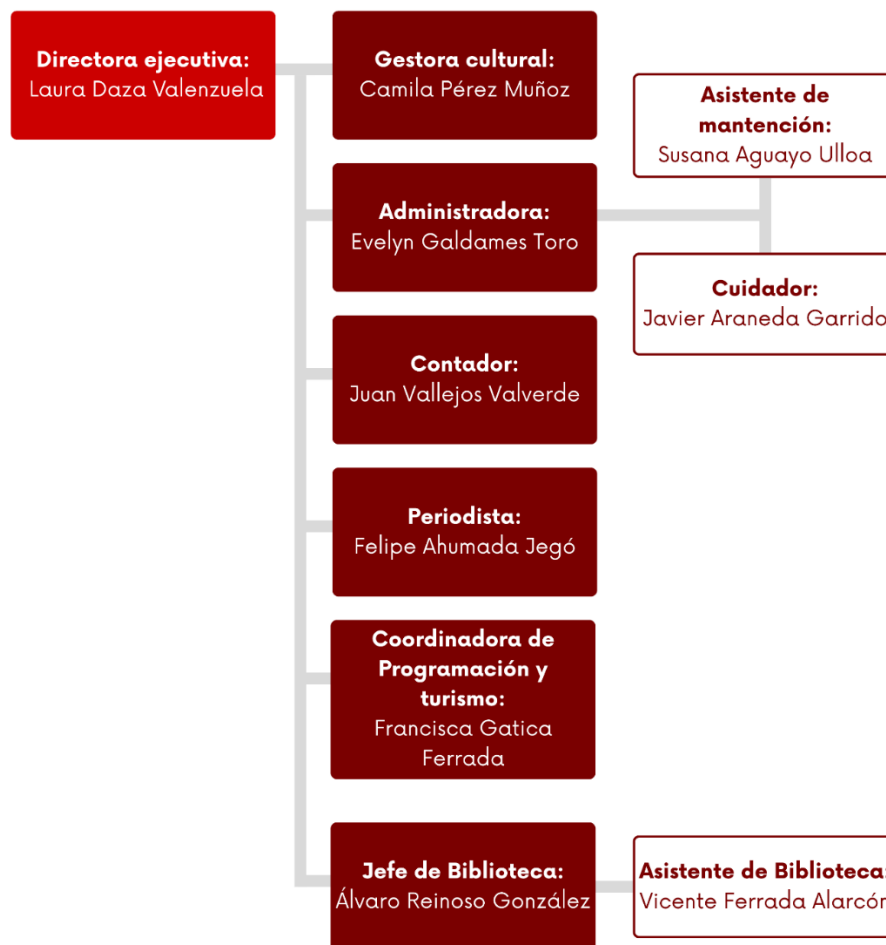 Directora ejecutiva:
Laura Daza Valenzuela
Gestora cultural:
Camila Pérez Muñoz
Asistente de
mantención:
Susana Aguayo Ulloa
Administradora:
Evelyn Galdames Toro
Cuidador:
Javier Araneda Garrido
Contador:
Juan Vallejos Valverde
Periodista:
Felipe Ahumada Jegó
Coordinadora de
Programación y
turismo:
Francisca Gatica
Ferrada
Jefe de Biblioteca:
Álvaro Reinoso González
Asistente de Biblioteca:
Vicente Ferrada Alarcón